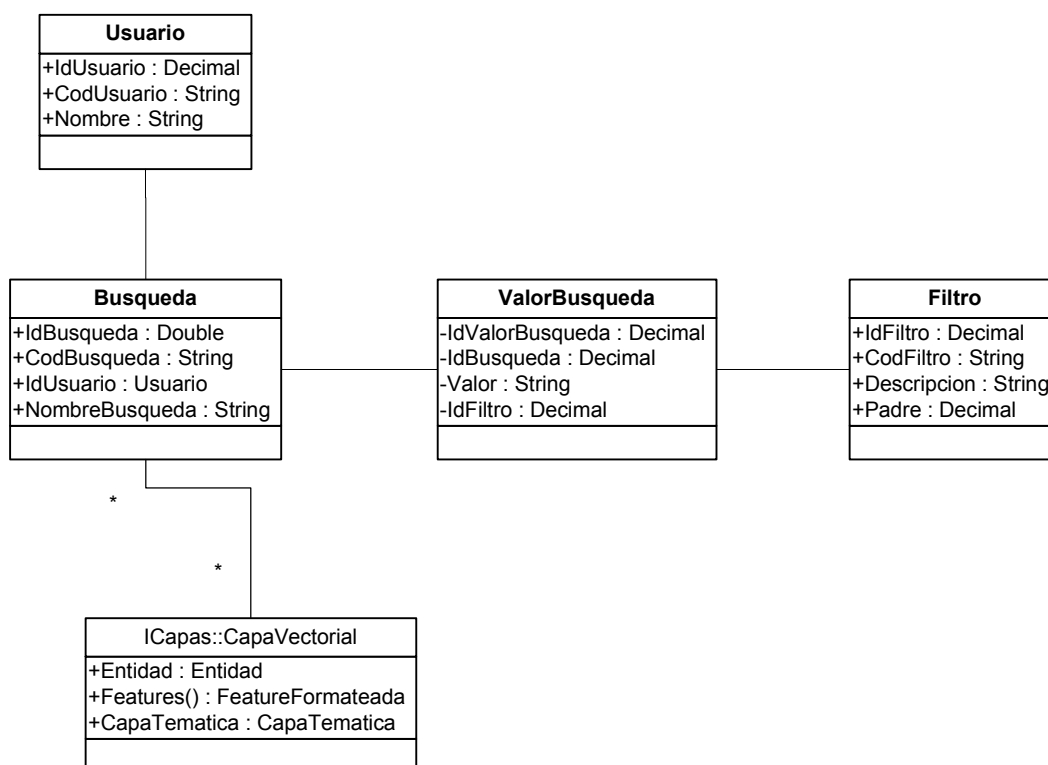 Usuario
+IdUsuario : Decimal
+CodUsuario : String
+Nombre : String
Busqueda
+IdBusqueda : Double
+CodBusqueda : String
+IdUsuario : Usuario
+NombreBusqueda : String
ValorBusqueda
-IdValorBusqueda : Decimal
-IdBusqueda : Decimal
-Valor : String
-IdFiltro : Decimal
Filtro
+IdFiltro : Decimal
+CodFiltro : String
+Descripcion : String
+Padre : Decimal
*
*
ICapas::CapaVectorial
+Entidad : Entidad
+Features() : FeatureFormateada
+CapaTematica : CapaTematica